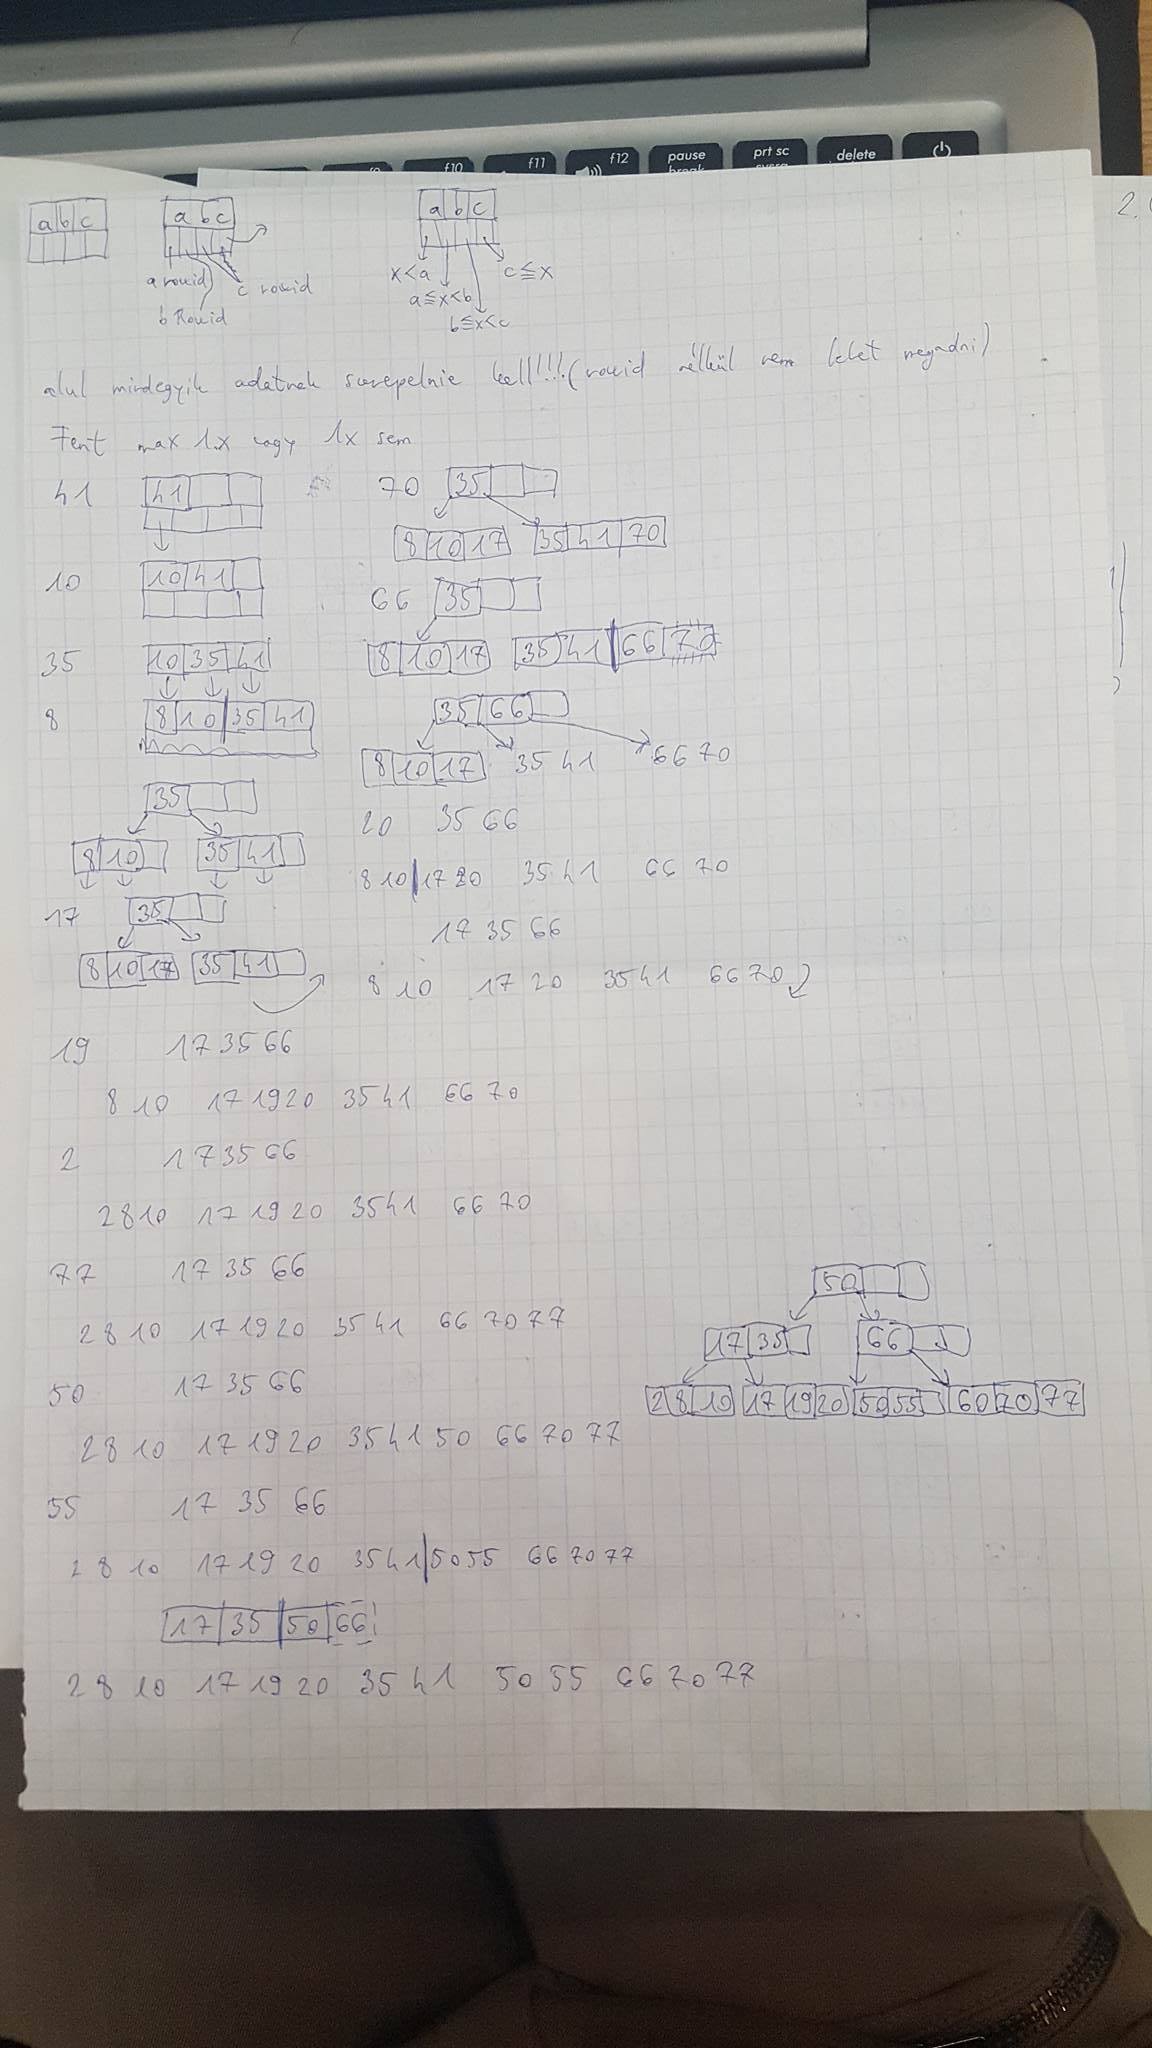 f10 f11 f12 pause prt sc delete
break
2.
a b c a b c a b c
x<a c≦x
a rowid c rowid
a≦x<b
b Rowid
b≦x<c
alul mindegyik adatnak szerepelnie kell!!!! (rowid nélkül nem lehet megadni)
Fent max 1x vagy 1x sem
41 41
10 10 41
35 10 35 41
8 8 10 35 41
35
8 10 35 41
17 35
8 10 17 35 41
70 35
8 10 17 35 41 70
66 35
8 10 17 35 41 66 70
35 66
8 10 17 35 41 66 70
20 35 66
8 10 17 20 35 41 66 70
17 35 66
8 10 17 20 35 41 66 70
19 17 35 66
8 10 17 19 20 35 41 66 70
2 17 35 66
2 8 10 17 19 20 35 41 66 70
77 17 35 66
2 8 10 17 19 20 35 41 66 70 77
50 17 35 66
2 8 10 17 19 20 35 41 50 66 70 77
55 17 35 66
2 8 10 17 19 20 35 41 50 55 66 70 77
17 35 50 66
2 8 10 17 19 20 35 41 50 55 66 70 77
50
17 35 66
2 8 10 17 19 20 50 55 60 70 77